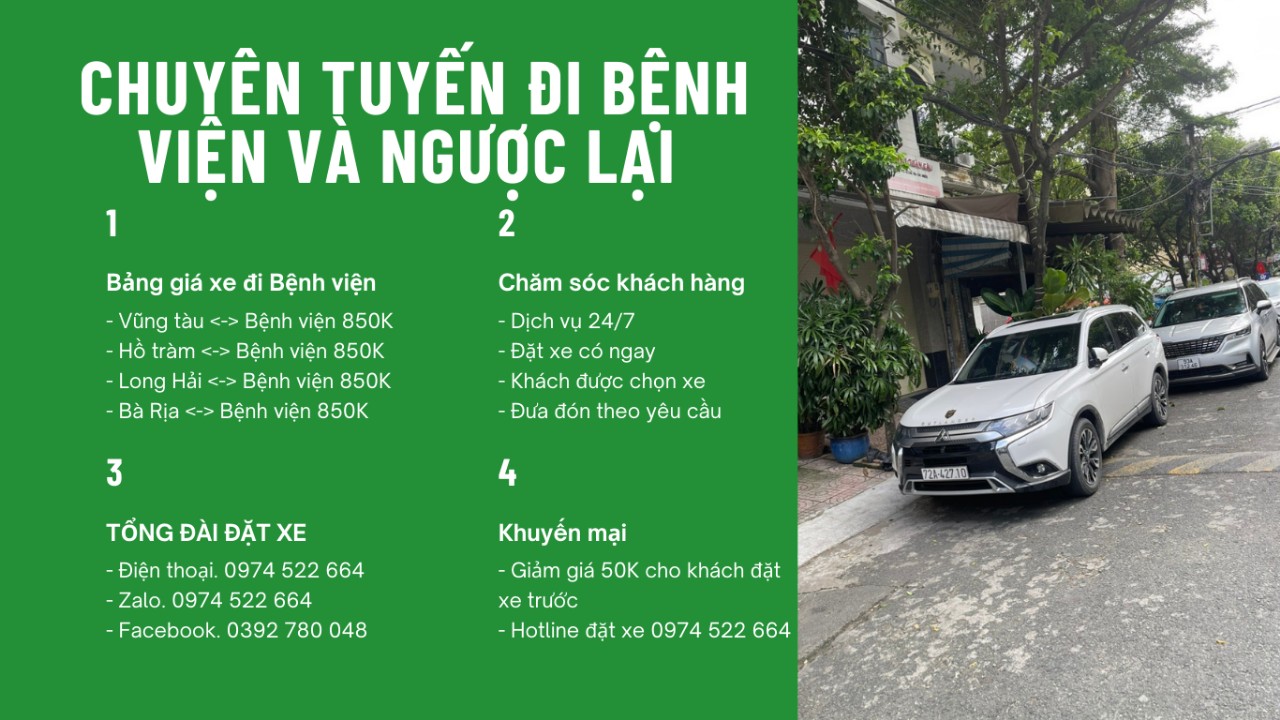 CHUYÊN TUYẾN ĐI BỆNH
VIỆN VÀ NGƯỢC LẠI
1
Bảng giá xe đi Bệnh viện
- Vũng tàu <-> Bệnh viện 850K
- Hồ tràm <-> Bệnh viện 850K
- Long Hải <-> Bệnh viện 850K
- Bà Rịa <-> Bệnh viện 850K
2
Chăm sóc khách hàng
- Dịch vụ 24/7
- Đặt xe có ngay
- Khách được chọn xe
- Đưa đón theo yêu cầu
3
TỔNG ĐÀI ĐẶT XE
- Điện thoại. 0974 522 664
- Zalo. 0974 522 664
- Facebook. 0392 780 048
4
Khuyến mại
- Giảm giá 50K cho khách đặt
xe trước
- Hotline đặt xe 0974 522 664
OUTLANDER
72A-427.10